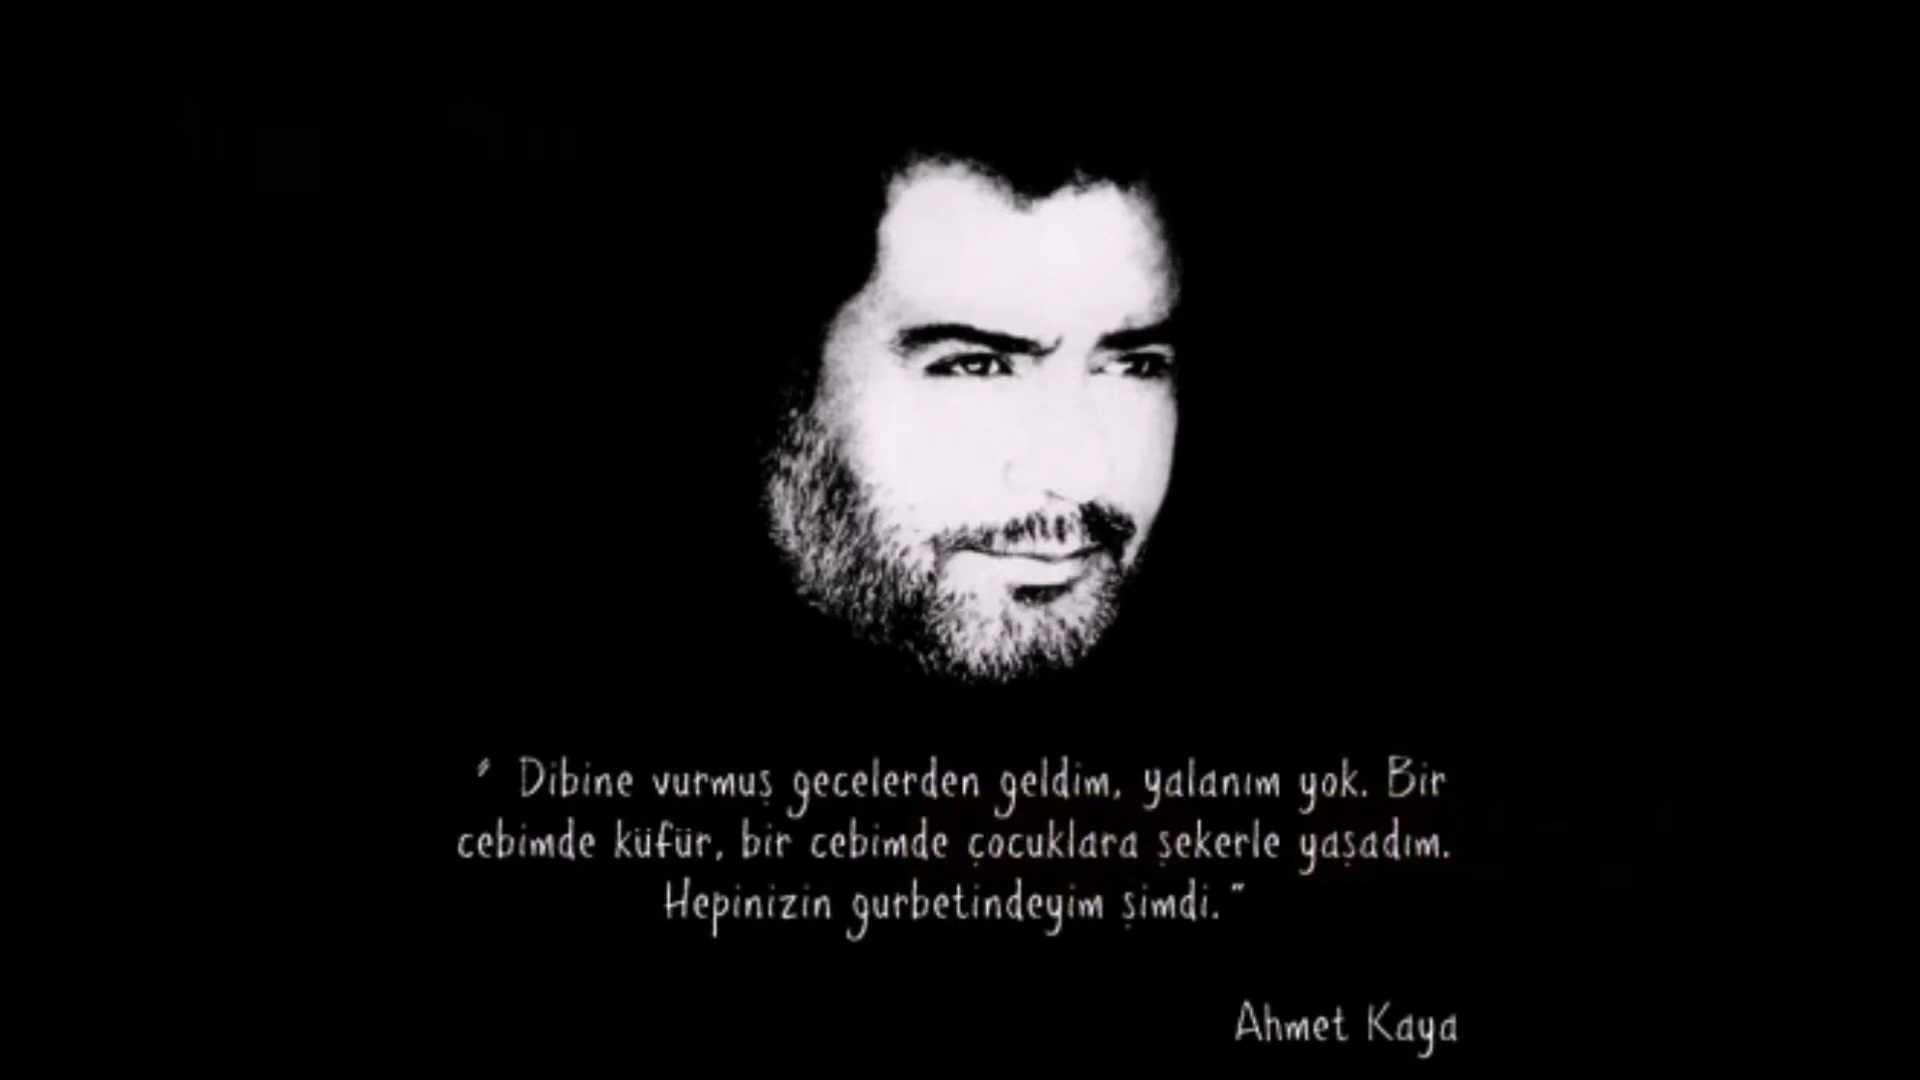 " Dibine vurmuş gecelerden geldim, yalanım yok. Bir
cebimde küfür, bir cebimde çocuklara şekerle yaşadım.
Hepinizin gurbetindeyim şimdi."
Ahmet Kaya